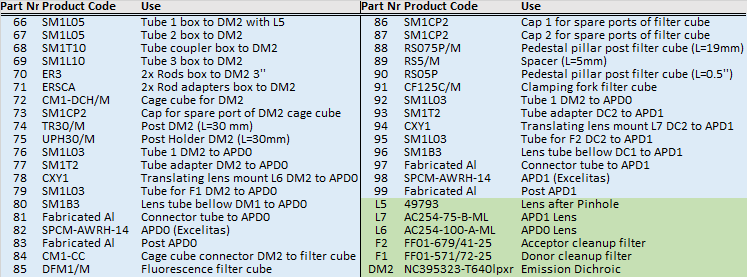 Part Nr Product Code Use
66 SM1L05 Tube 1 box to DM2 with L5
67 SM1L05 Tube 2 box to DM2
68 SM1T10 Tube coupler box to DM2
69 SM1L10 Tube 3 box to DM2
70 ER3 2x Rods box to DM2 3"
71 ERSCA 2x Rod adapters box to DM2
72 CM1-DCH/M Cage cube for DM2
73 SM1CP2 Cap for spare port of DM2 cage cube
74 TR30/M Post DM2 (L=30 mm)
75 UPH30/M Post Holder DM2 (L=30mm)
76 SM1L03 Tube 1 DM2 to APD0
77 SM1T2 Tube adapter DM2 to APD0
78 CXY1 Translating lens mount L6 DM2 to APD0
79 SM1L03 Tube for F1 DM2 to APD0
80 SM1B3 Lens tube bellow DM1 to APD0
81 Fabricated Al Connector tube to APD0
82 SPCM-AWRH-14 APD0 (Excelitas)
83 Fabricated Al Post APD0
84 CM1-CC Cage cube connector DM2 to filter cube
85 DFM1/M Fluorescence filter cube
Part Nr Product Code Use
86 SM1CP2 Cap 1 for spare ports of filter cube
87 SM1CP2 Cap 2 for spare ports of filter cube
88 RS075P/M Pedestal pillar post filter cube (L=19mm)
89 RS5/M Spacer (L=5mm)
90 RS05P Pedestal pillar post filter cube (L=0.5'')
91 CF125C/M Clamping fork filter cube
92 SM1L03 Tube 1 DM2 to APD0
93 SM1T2 Tube adapter DC2 to APD1
94 CXY1 Translating lens mount L7 DC2 to APD1
95 SM1L03 Tube for F2 DC2 to APD1
96 SM1B3 Lens tube bellow DC1 to APD1
97 Fabricated Al Connector tube to APD1
98 SPCM-AWRH-14 APD1 (Excelitas)
99 Fabricated Al Post APD1
L5 49793 Lens after Pinhole
L7 AC254-75-B-ML APD1 Lens
L6 AC254-100-A-ML APD0 Lens
F2 FF01-679/41-25 Acceptor cleanup filter
F1 FF01-571/72-25 Donor cleanup filter
DM2 NC395323-T640lpxr Emission Dichroic